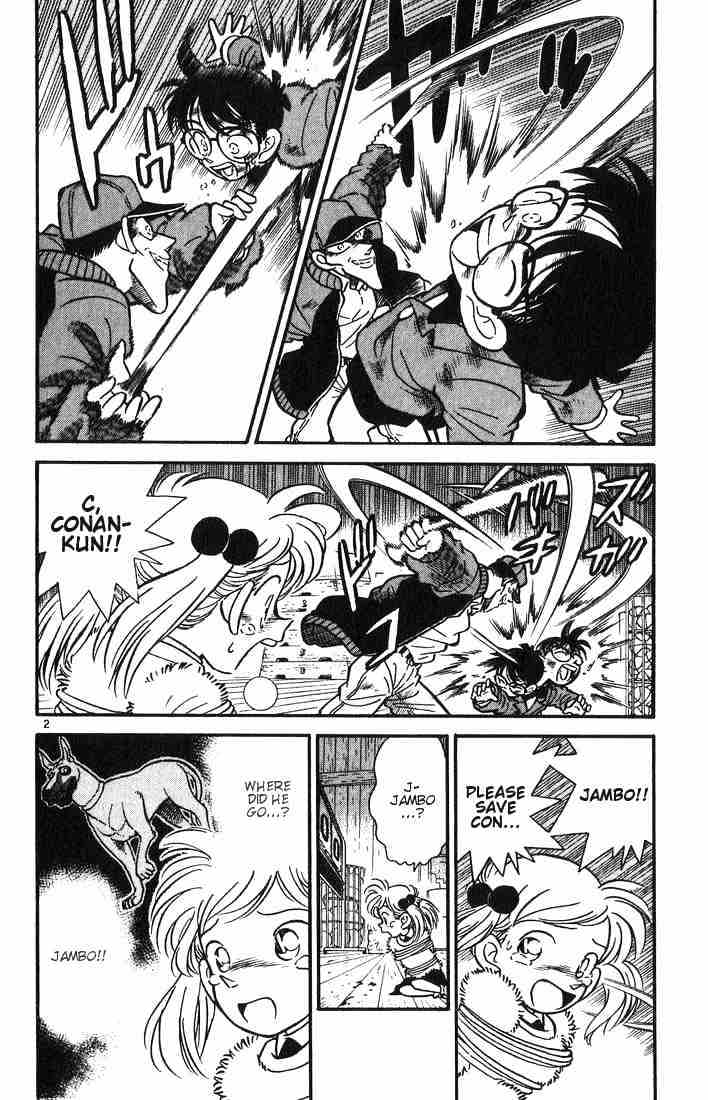 C,
CONAN-
KUN!!
2
JAMBO!!
PLEASE
SAVE
CON...
J-
JAMBO
...?
WHERE
DID HE
GO...?
JAMBO!!